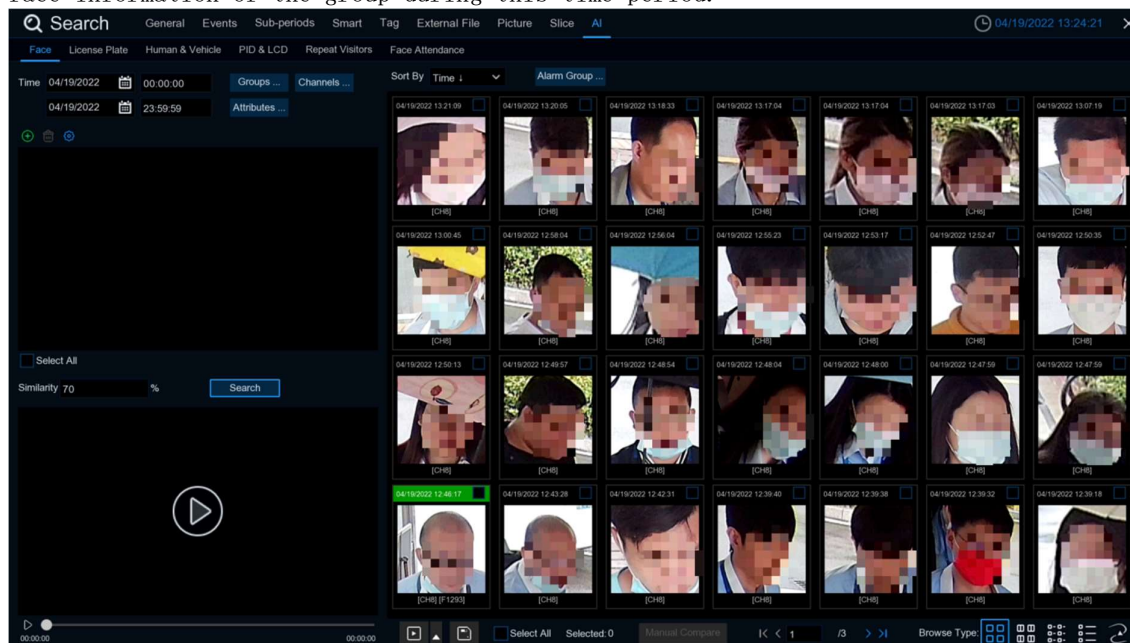 Search General Events Sub-periods Smart Tag External File Picture Slice AI 04/19/2022 13:24:21
Face License Plate Human & Vehicle PID & LCD Repeat Visitors Face Attendance
Time 04/19/2022 00:00:00 Groups ... Channels ... Sort By Time ↓ Alarm Group ...
04/19/2022 23:59:59 Attributes ...
04/19/2022 13:21:09 04/19/2022 13:20:05 04/19/2022 13:18:33 04/19/2022 13:17:04 04/19/2022 13:17:04 04/19/2022 13:17:03 04/19/2022 13:07:19
[CH8] [CH8] [CH8] [CH8] [CH8] [CH8] [CH8]
04/19/2022 13:00:45 04/19/2022 12:58:04 04/19/2022 12:56:04 04/19/2022 12:55:23 04/19/2022 12:53:17 04/19/2022 12:52:47 04/19/2022 12:50:35
[CH8] [CH8] [CH8] [CH8] [CH8] [CH8] [CH8]
Select All
04/19/2022 12:50:13 04/19/2022 12:49:57 04/19/2022 12:48:54 04/19/2022 12:48:04 04/19/2022 12:48:00 04/19/2022 12:47:59 04/19/2022 12:47:59
Similarity 70 % Search
[CH8] [CH8] [CH8] [CH8] [CH8] [CH8] [CH8]
04/19/2022 12:46:17 04/19/2022 12:43:28 04/19/2022 12:42:31 04/19/2022 12:39:40 04/19/2022 12:39:38 04/19/2022 12:39:32 04/19/2022 12:39:18
[CH8] [F1293] [CH8] [CH8] [CH8] [CH8] [CH8] [CH8]
00:00:00 00:00:00 Select All Selected: 0 Manual Compare 1 /3 Browse Type: